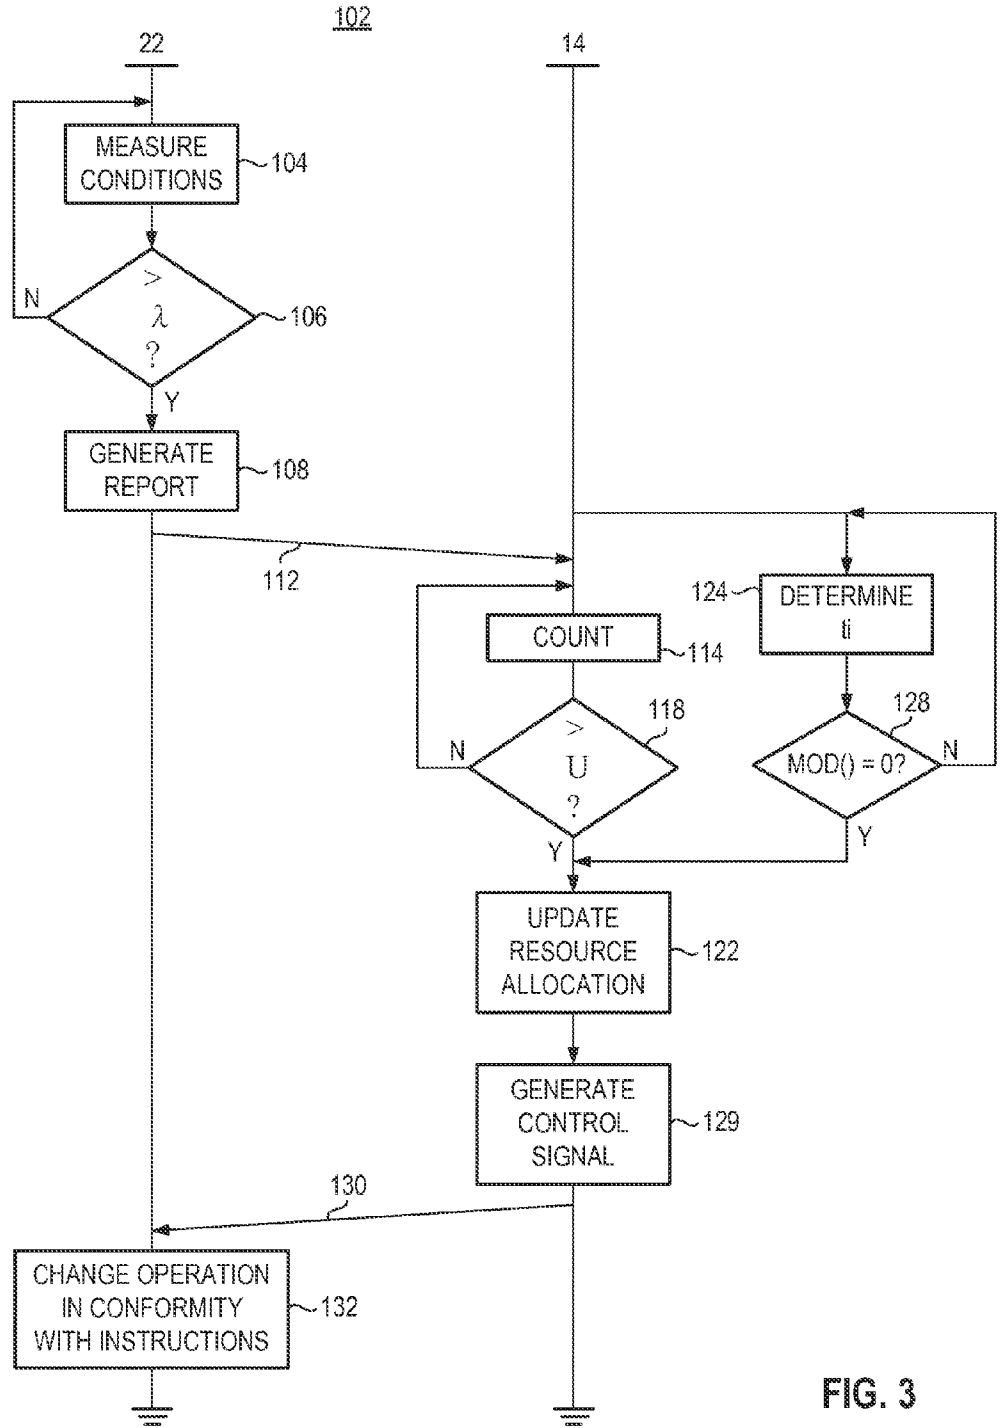 102
22
14
MEASURE
CONDITIONS
104
>
λ
?
N
106
Y
GENERATE
REPORT
108
112
124
DETERMINE
ti
COUNT
114
128
118
>
U
?
N
MOD() = 0?
N
Y
Y
UPDATE
RESOURCE
ALLOCATION
122
GENERATE
CONTROL
SIGNAL
129
130
CHANGE OPERATION
IN CONFORMITY
WITH INSTRUCTIONS
132
FIG. 3